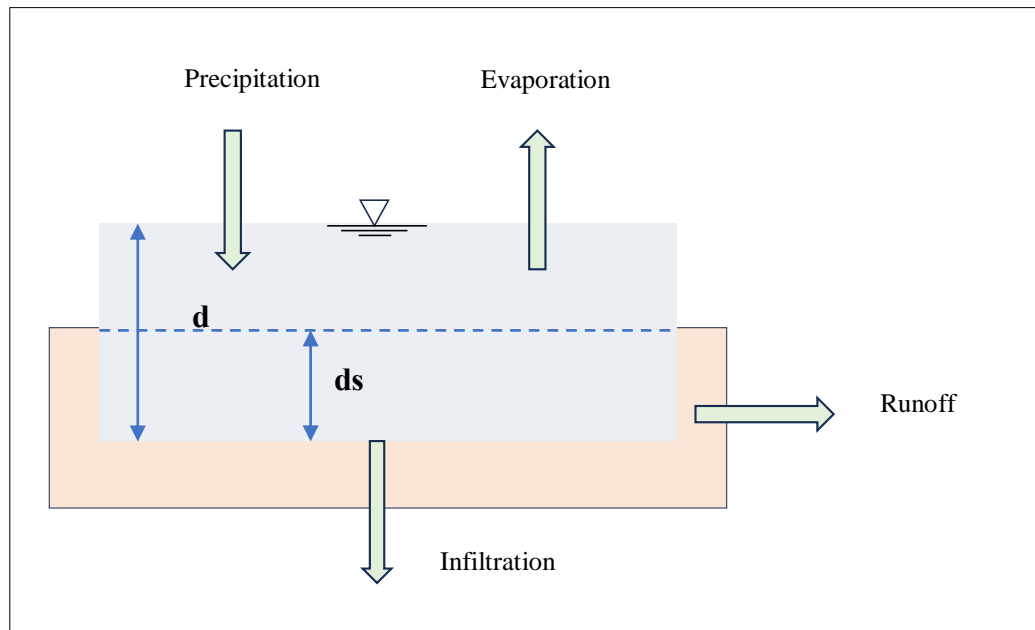 Precipitation
Evaporation
d
ds
Runoff
Infiltration